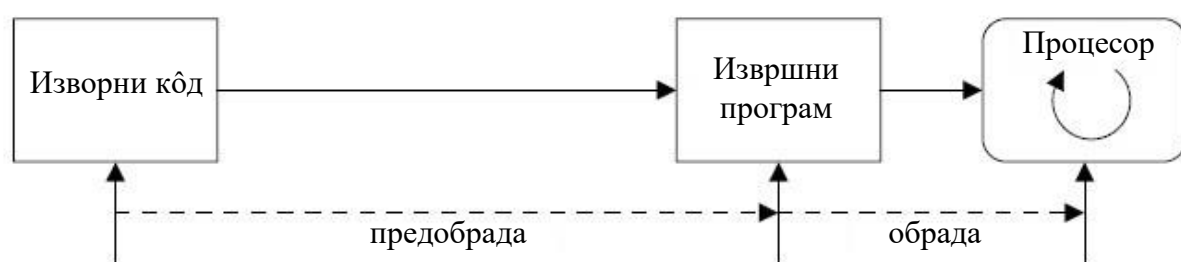 Изворни кôд
Извршни
програм
Процесор
предобрада
обрада